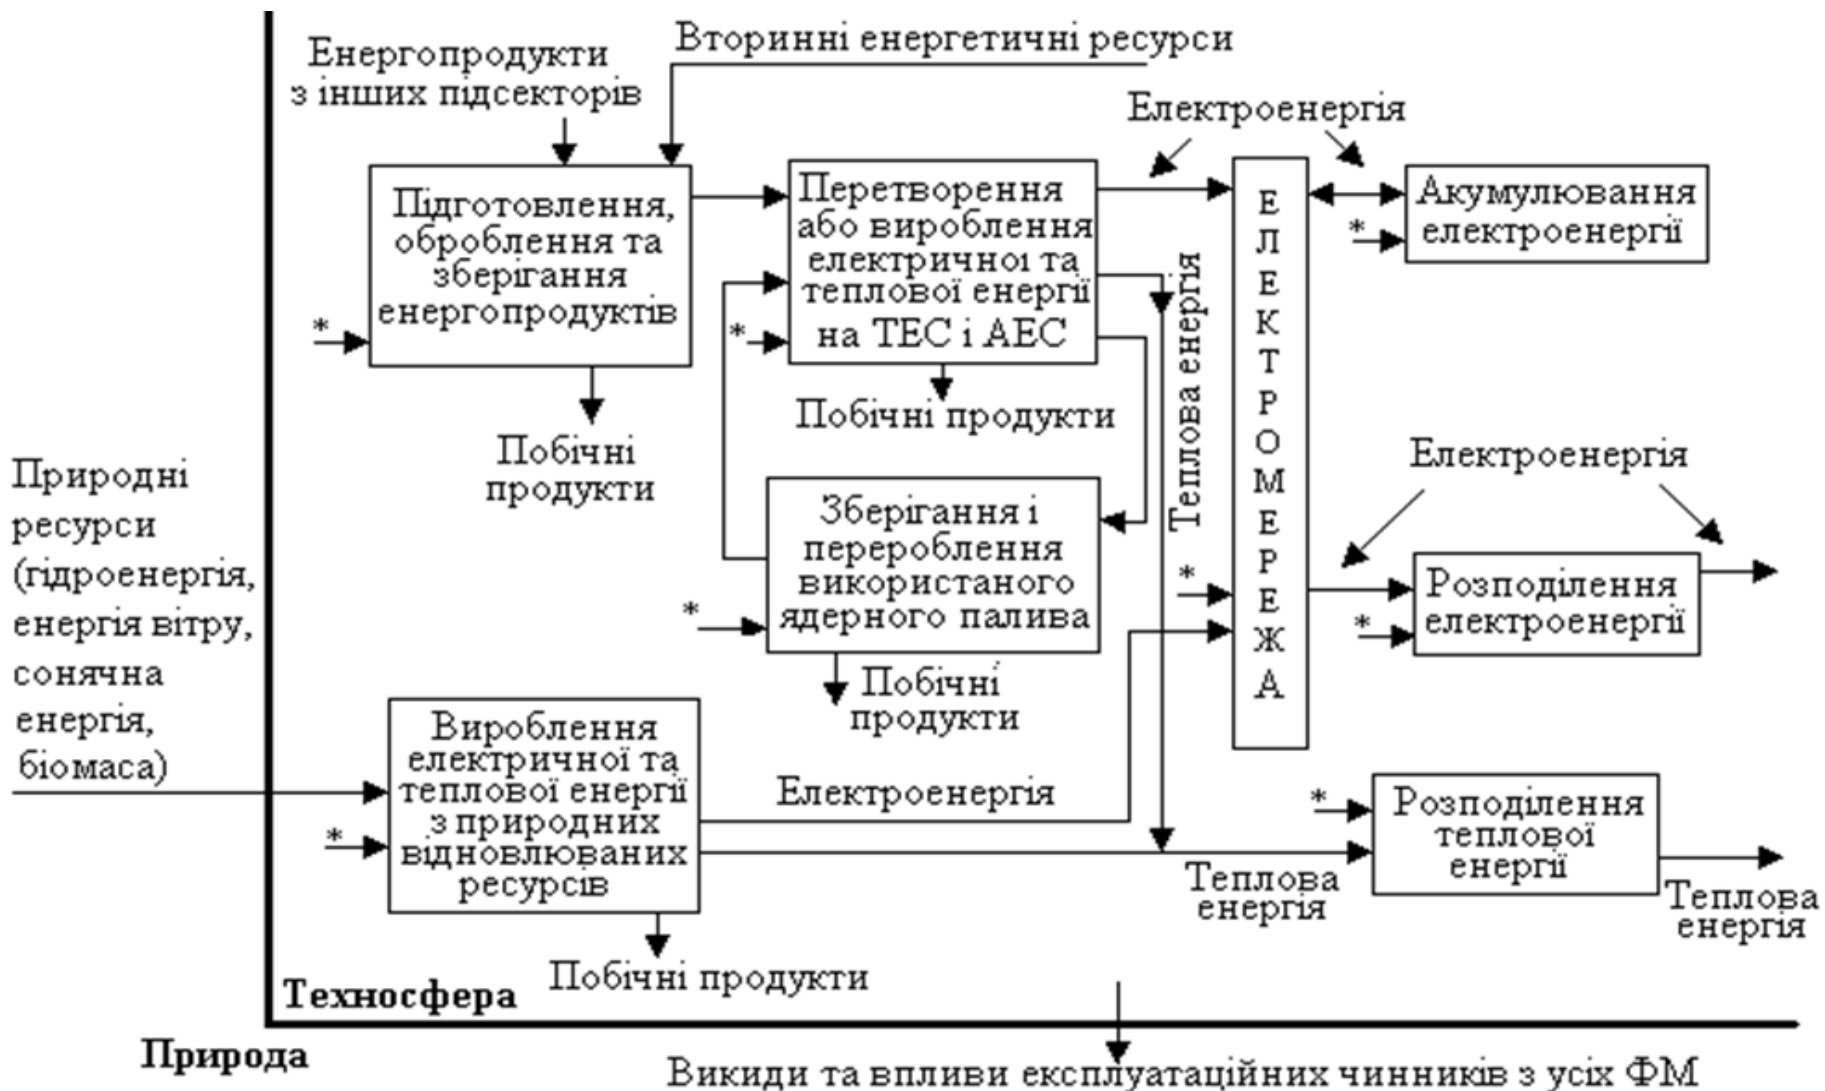 Енергопродукти
з інших підсекторів
Вторинні енергетичні ресурси
Електроенергія
Підготовлення,
оброблення та
зберігання
енергопродуктів
*
Побічні
продукти
Перетворення
або вироблення
електричної та
теплової енергії
на ТЕС і АЕС
*
Побічні продукти
Теплова енергія
ЕЛЕКТРОМЕРЕЖА
*
Акумулювання
електроенергії
*
Природні
ресурси
(гідроенергія,
енергія вітру,
сонячна
енергія,
біомаса)
Зберігання і
перероблення
використаного
ядерного палива
*
Побічні
продукти
Електроенергія
Розподілення
електроенергії
*
Вироблення
електричної та
теплової енергії
з природних
відновлюваних
ресурсів
*
Електроенергія
Теплова
енергія
Побічні продукти
*
Розподілення
теплової
енергії
Теплова
енергія
Техносфера
Природа
Викиди та впливи експлуатаційних чинників з усіх ФМ